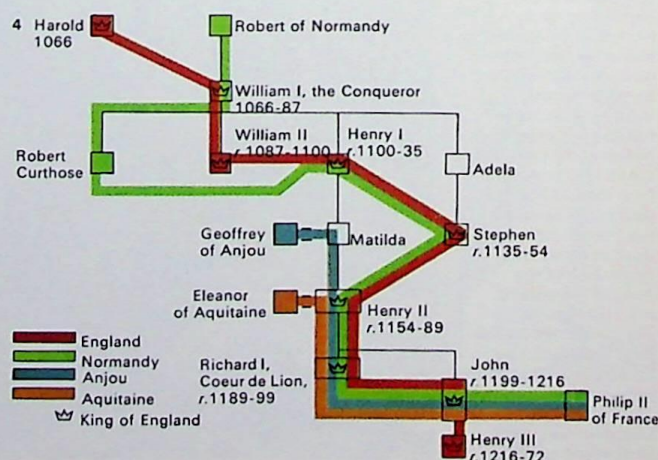 4 Harold
1066
Robert of Normandy
William I, the Conqueror
1066-87
William II
r.1087-1100
Henry I
r.1100-35
Robert
Curthose
Adela
Geoffrey
of Anjou
Matilda
Stephen
r.1135-54
Eleanor
of Aquitaine
Henry II
r.1154-89
England
Normandy
Anjou
Aquitaine
King of England
Richard I,
Coeur de Lion,
r.1189-99
John
r.1199-1216
Philip II
of France
Henry III
r.1216-72